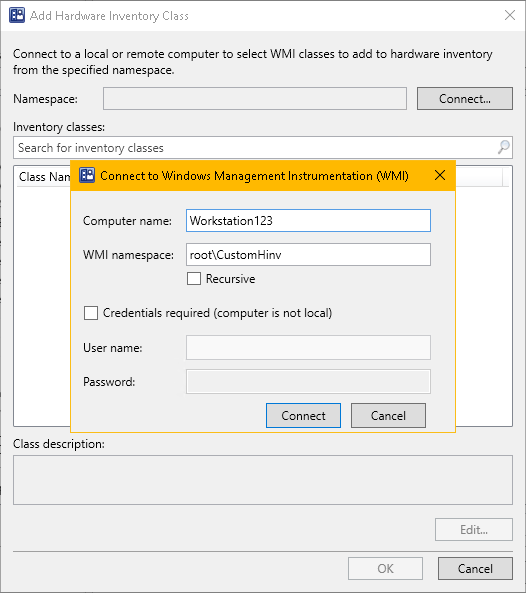 Add Hardware Inventory Class
Connect to a local or remote computer to select WMI classes to add to hardware inventory
from the specified namespace.
Namespace:
Connect...
Inventory classes:
Search for inventory classes
Class Nam
Connect to Windows Management Instrumentation (WMI)
Computer name: Workstation123
WMI namespace: root\CustomHinv
Recursive
Credentials required (computer is not local)
User name:
Password:
Connect Cancel
Class description:
Edit...
OK Cancel